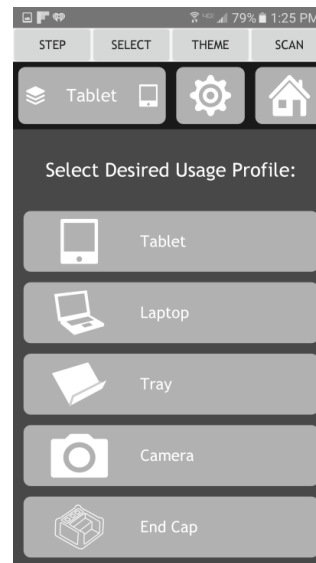 79% 1:25 PM
STEP SELECT THEME SCAN
Tablet
Select Desired Usage Profile:
Tablet
Laptop
Tray
Camera
End Cap